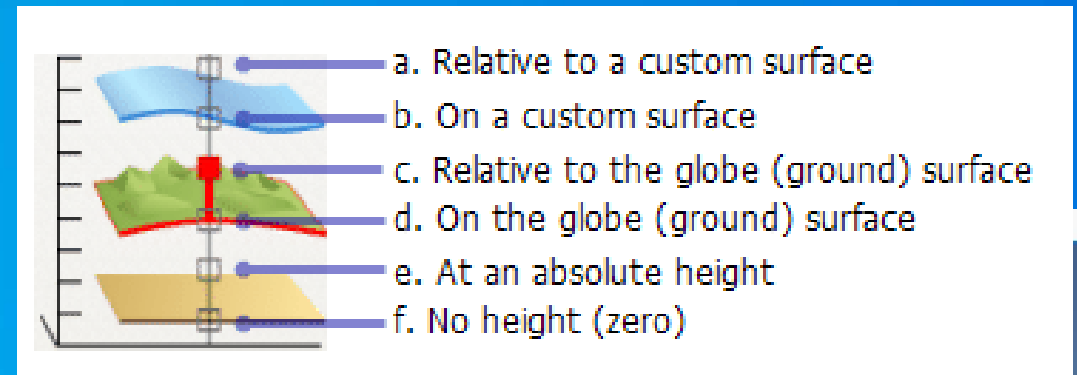 a. Relative to a custom surface
b. On a custom surface
c. Relative to the globe (ground) surface
d. On the globe (ground) surface
e. At an absolute height
f. No height (zero)